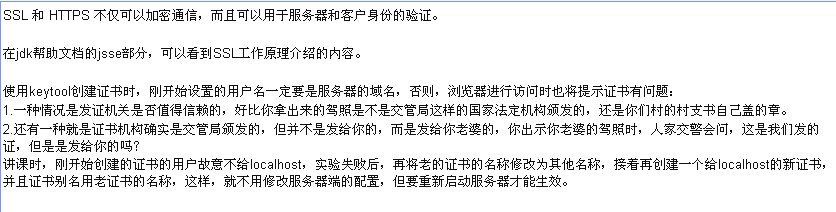 SSL 和 HTTPS 不仅可以加密通信，而且可以用于服务器和客户身份的验证。
在jdk帮助文档的jsse部分，可以看到SSL工作原理介绍的内容。
使用keytool创建证书时，刚开始设置的用户名一定要是服务器的域名，否则，浏览器进行访问时也将提示证书有问题：
1.一种情况是发证机关是否值得信赖的，好比你拿出来的驾照是不是交管局这样的国家法定机构颁发的，还是你们村的村支书自己盖的章。
2.还有一种就是证书机构确实是交管局颁发的，但并不是发给你的，而是发给你老婆的，你出示你老婆的驾照时，人家交警会问，这是我们发的
证，但是是发给你的吗？
讲课时，刚开始创建的证书的用户故意不给localhost，实验失败后，再将老的证书的名称修改为其他名称，接着再创建一个给localhost的新证书，
并且证书别名用老证书的名称，这样，就不用修改服务器端的配置，但要重新启动服务器才能生效。